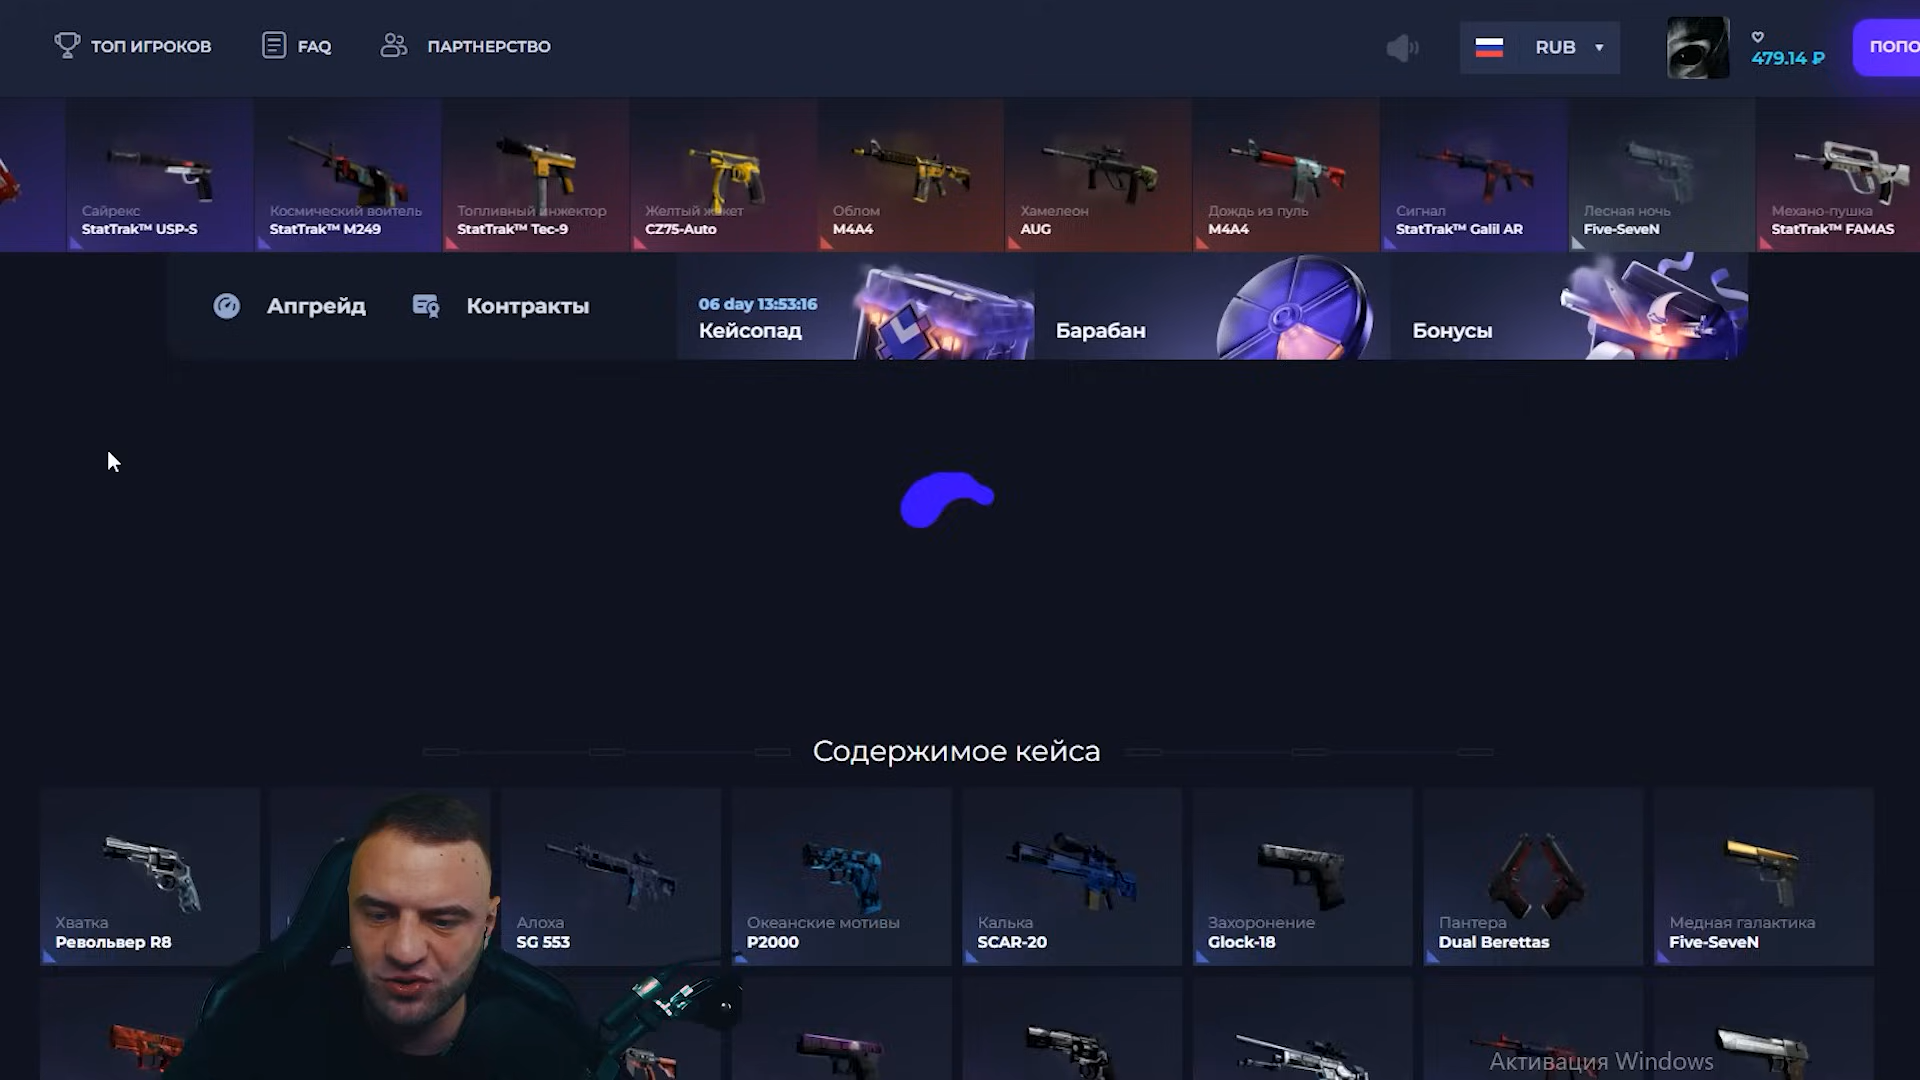 ТОП ИГРОКОВ
FAQ
ПАРТНЕРСТВО
RUB
479.14 ₽
ПОПО
Сайрекс
StatTrak™ USP-S
Космический воитель
StatTrak™ M249
Топливный инжектор
StatTrak™ Tec-9
Желтый жакет
CZ75-Auto
Облом
M4A4
Хамелеон
AUG
Дождь из пуль
M4A4
Сигнал
StatTrak™ Galil AR
Лесная ночь
Five-SeveN
Механо-пушка
StatTrak™ FAMAS
Апгрейд
Контракты
06 day 13:53:16
Кейсопад
Барабан
Бонусы
Содержимое кейса
Хватка
Револьвер R8
Алоха
SG 553
Океанские мотивы
P2000
Калька
SCAR-20
Захоронение
Glock-18
Пантера
Dual Berettas
Медная галактика
Five-SeveN
Активация Windows